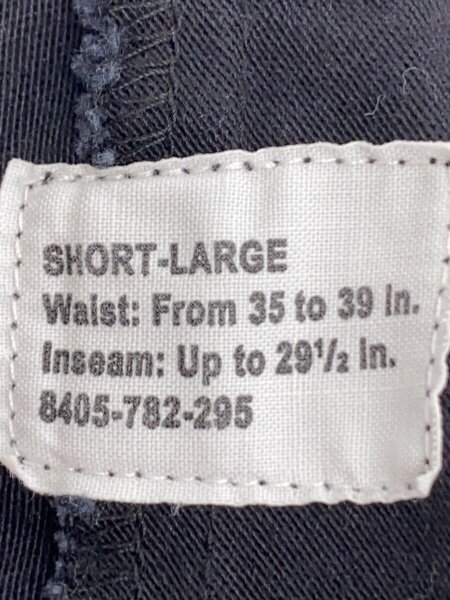 SHORT-LARGE
Waist: From 35 to 39 in.
Inseam: Up to 29½ in.
8405-782-295